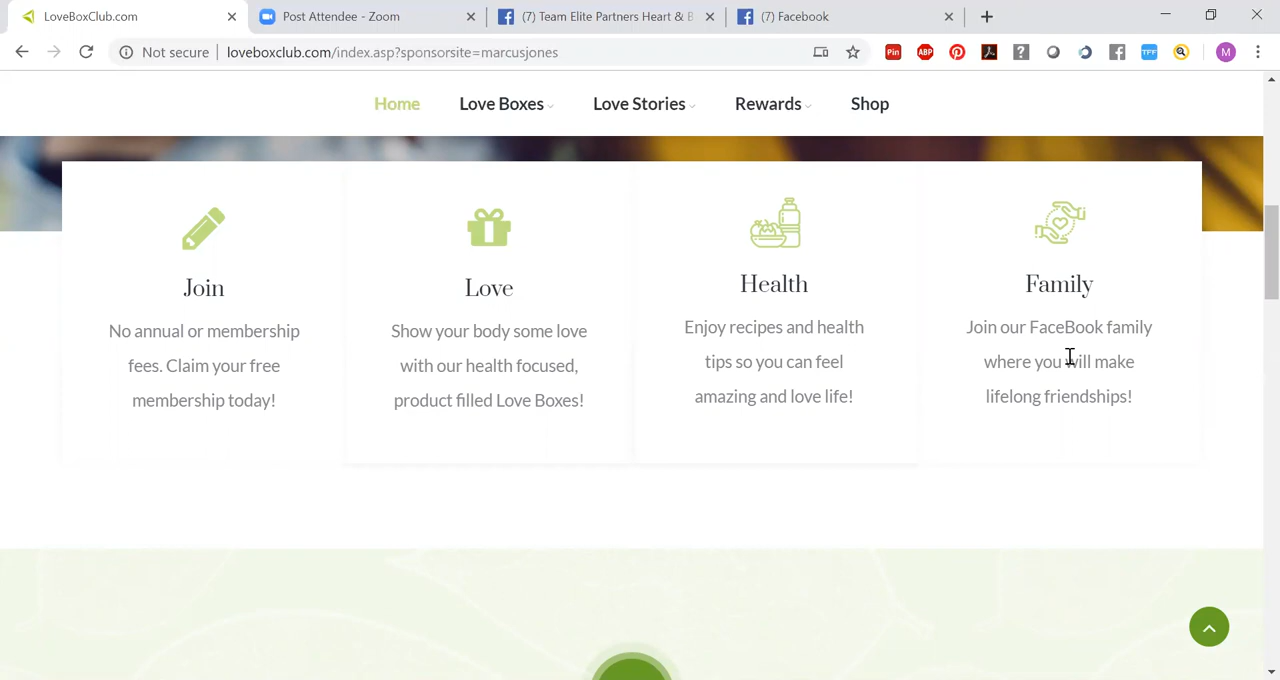 LoveBoxClub.com
Post Attendee - Zoom
(7) Team Elite Partners Heart & B
(7) Facebook
Not secure
loveboxclub.com/index.asp?sponsorsite=marcusjones
Pin
ABP
?
TFF
M
Home
Love Boxes
Love Stories
Rewards
Shop
Join
No annual or membership
fees. Claim your free
membership today!
Love
Show your body some love
with our health focused,
product filled Love Boxes!
Health
Enjoy recipes and health
tips so you can feel
amazing and love life!
Family
Join our FaceBook family
where you will make
lifelong friendships!